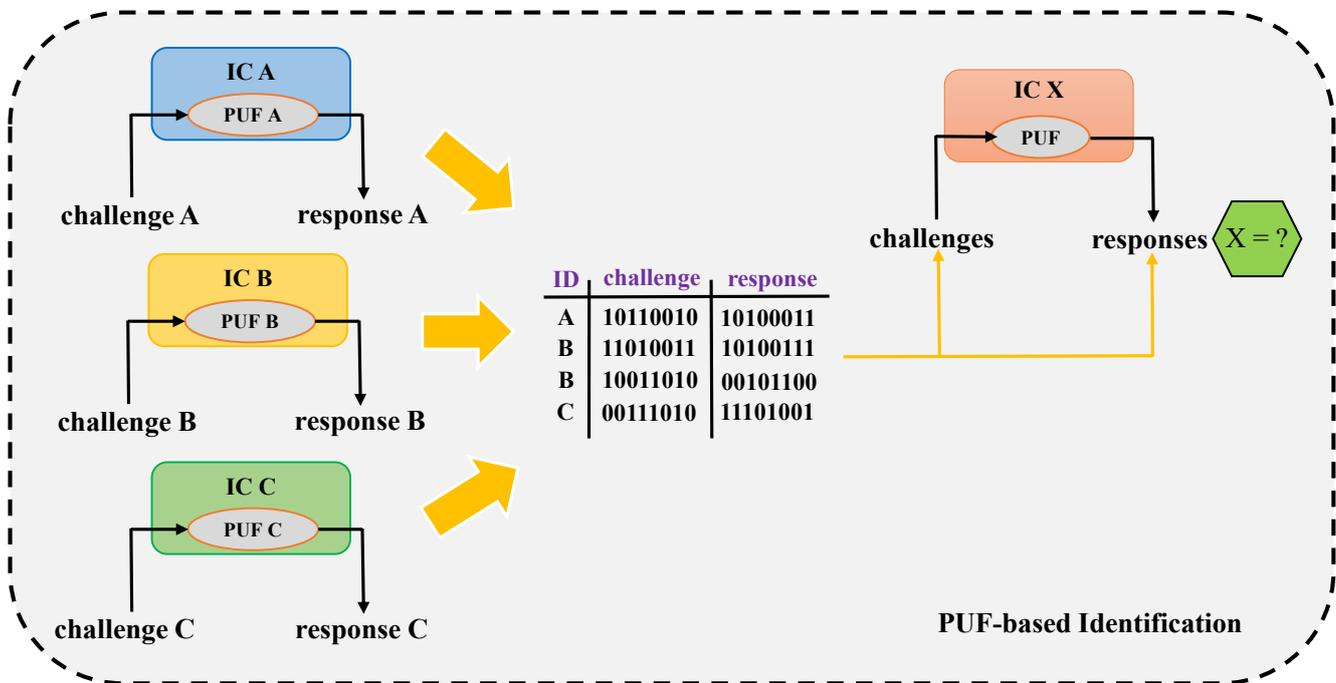 IC A
PUF A
challenge A
response A
IC B
PUF B
challenge B
response B
IC C
PUF C
challenge C
response C
ID challenge response
A 10110010 10100011
B 11010011 10100111
B 10011010 00101100
C 00111010 11101001
IC X
PUF
challenges
responses
X = ?
PUF-based Identification